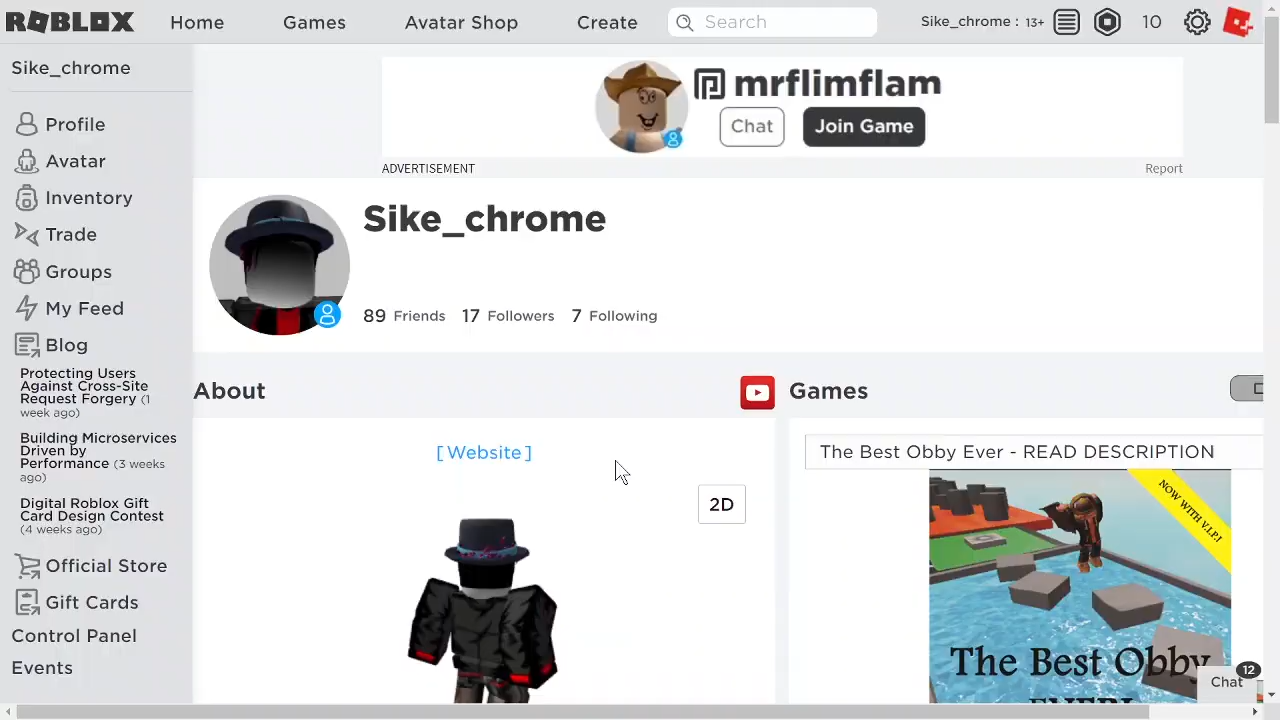 ROBLOX Home Games Avatar Shop Create Search Sike_chrome : 13+ 10
Sike_chrome
Profile
Avatar
Inventory
Trade
Groups
My Feed
Blog
Protecting Users
Against Cross-Site
Request Forgery (1
week ago)
Building Microservices
Driven by
Performance (3 weeks
ago)
Digital Roblox Gift
Card Design Contest
(4 weeks ago)
Official Store
Gift Cards
Control Panel
Events
mrflimflam
Chat Join Game
ADVERTISEMENT Report
Sike_chrome
89 Friends 17 Followers 7 Following
About
[Website]
2D
Games
The Best Obby Ever - READ DESCRIPTION
NOW WITH V.I.P.!
The Best Obby
EVER!
Chat 12